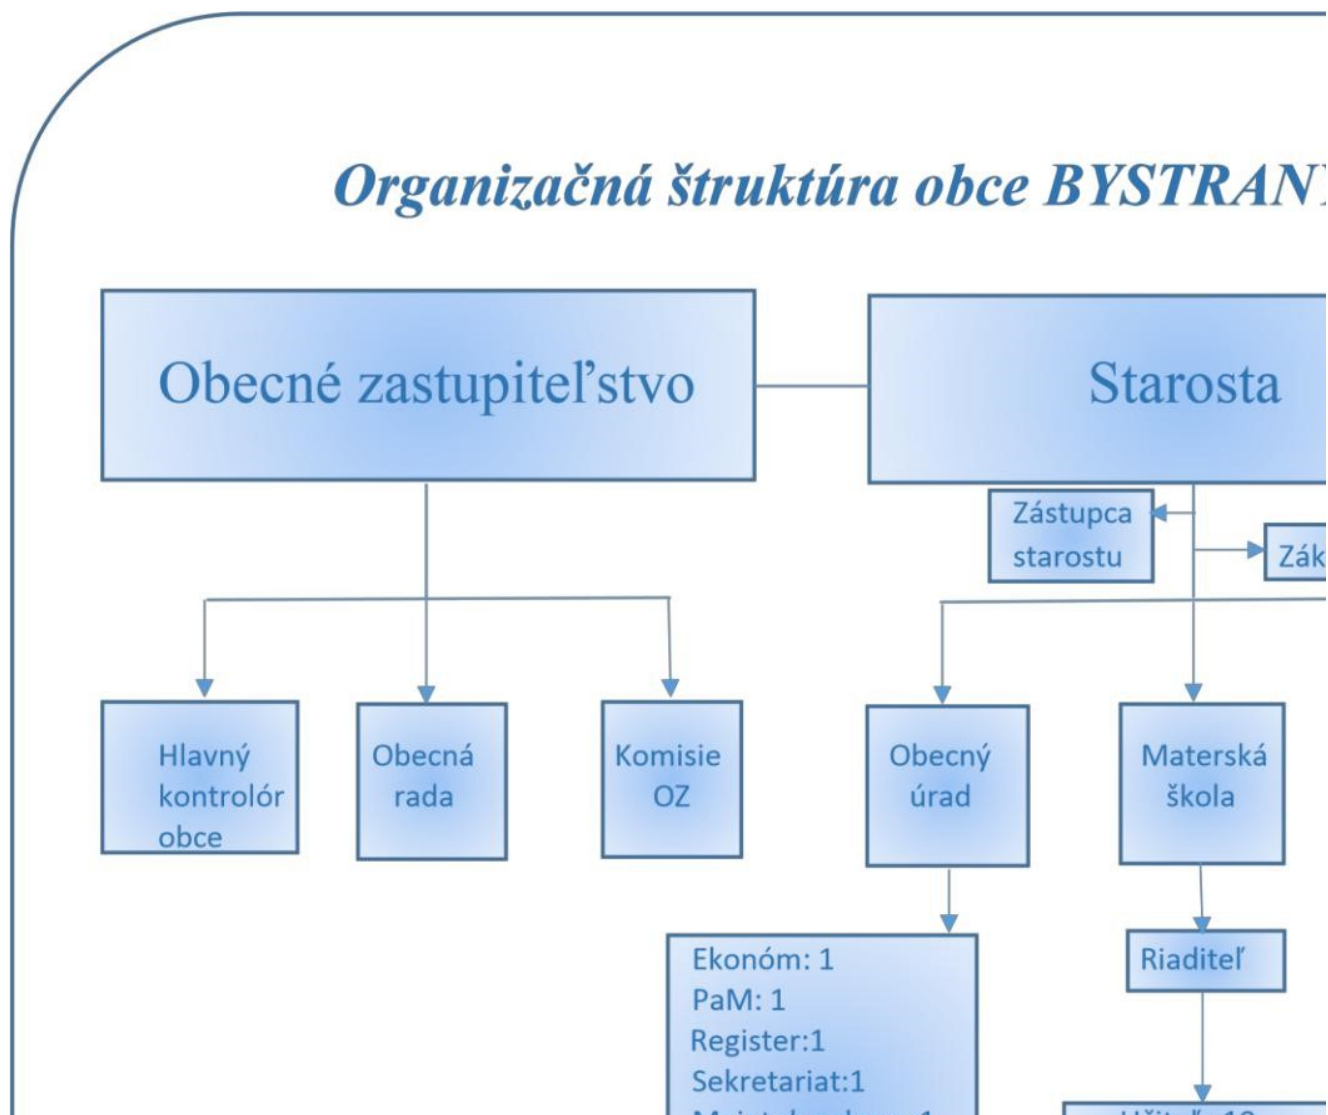 Organizačná štruktúra obce BYSTRANY
Obecné zastupiteľstvo
Starosta
Zástupca
starostu
Hlavný
kontrolór
obce
Obecná
rada
Komisie
OZ
Obecný
úrad
Materská
škola
Ekonóm: 1
PaM: 1
Register:1
Sekretariat:1
Riaditeľ